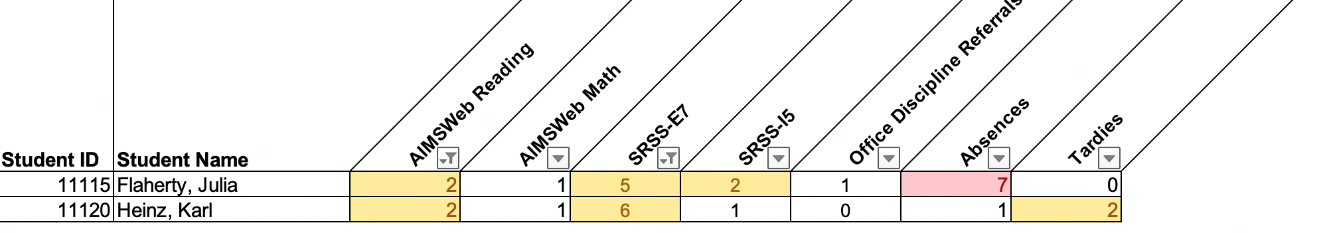 Student ID Student Name AIMSWeb Reading AIMSWeb Math SRSS-E7 SRSS-I5 Office Discipline Referrals Absences Tardies
11115 Flaherty, Julia 2 1 5 2 1 7 0
11120 Heinz, Karl 2 1 6 1 0 1 2